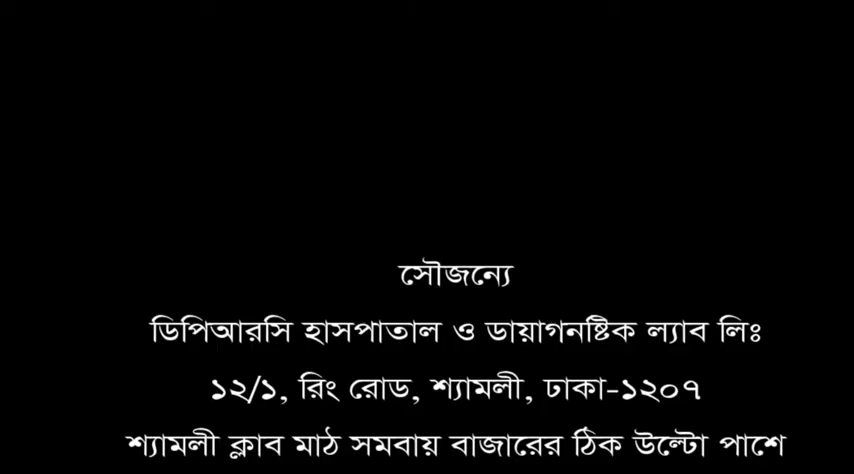 সৌজন্যে
ডিপিআরসি হাসপাতাল ও ডায়াগনষ্টিক ল্যাব লিঃ
১২/১, রিং রোড, শ্যামলী, ঢাকা-১২০৭
শ্যামলী ক্লাব মাঠ সমবায় বাজারের ঠিক উল্টো পাশে